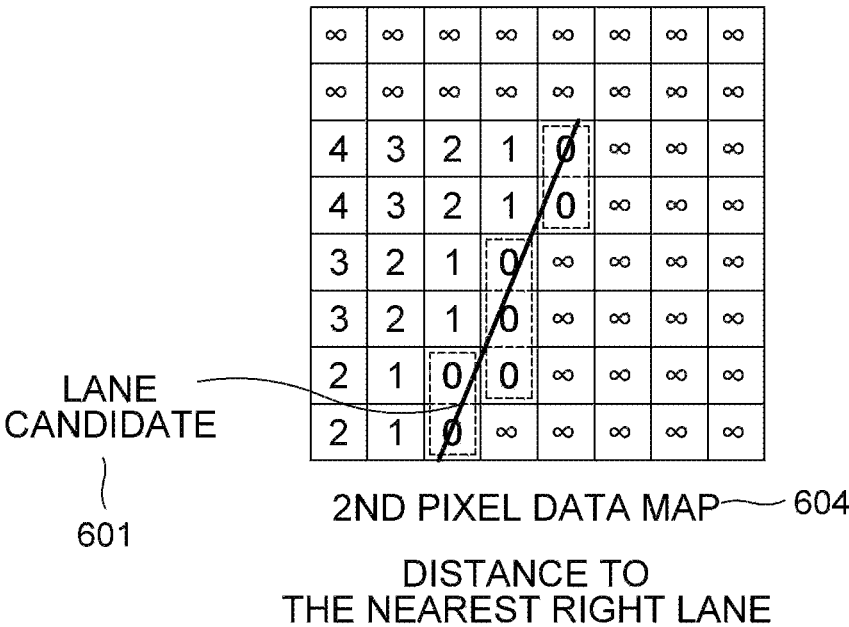 ∞ ∞ ∞ ∞ ∞ ∞ ∞ ∞
∞ ∞ ∞ ∞ ∞ ∞ ∞ ∞
4 3 2 1 0 ∞ ∞ ∞
4 3 2 1 0 ∞ ∞ ∞
3 2 1 0 ∞ ∞ ∞ ∞
3 2 1 0 ∞ ∞ ∞ ∞
2 1 0 0 ∞ ∞ ∞ ∞
2 1 0 ∞ ∞ ∞ ∞ ∞
LANE
CANDIDATE
601
2ND PIXEL DATA MAP 604
DISTANCE TO
THE NEAREST RIGHT LANE